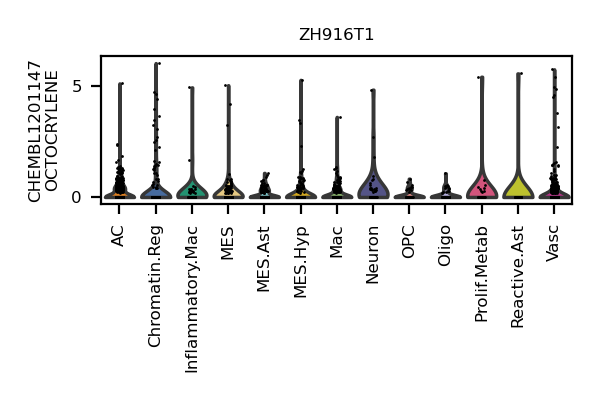 ZH916T1
CHEMBL1201147
OCTOCRYLENE
5
0
AC
Chromatin.Reg
Inflammatory.Mac
MES
MES.Ast
MES.Hyp
Mac
Neuron
OPC
Oligo
Prolif.Metab
Reactive.Ast
Vasc